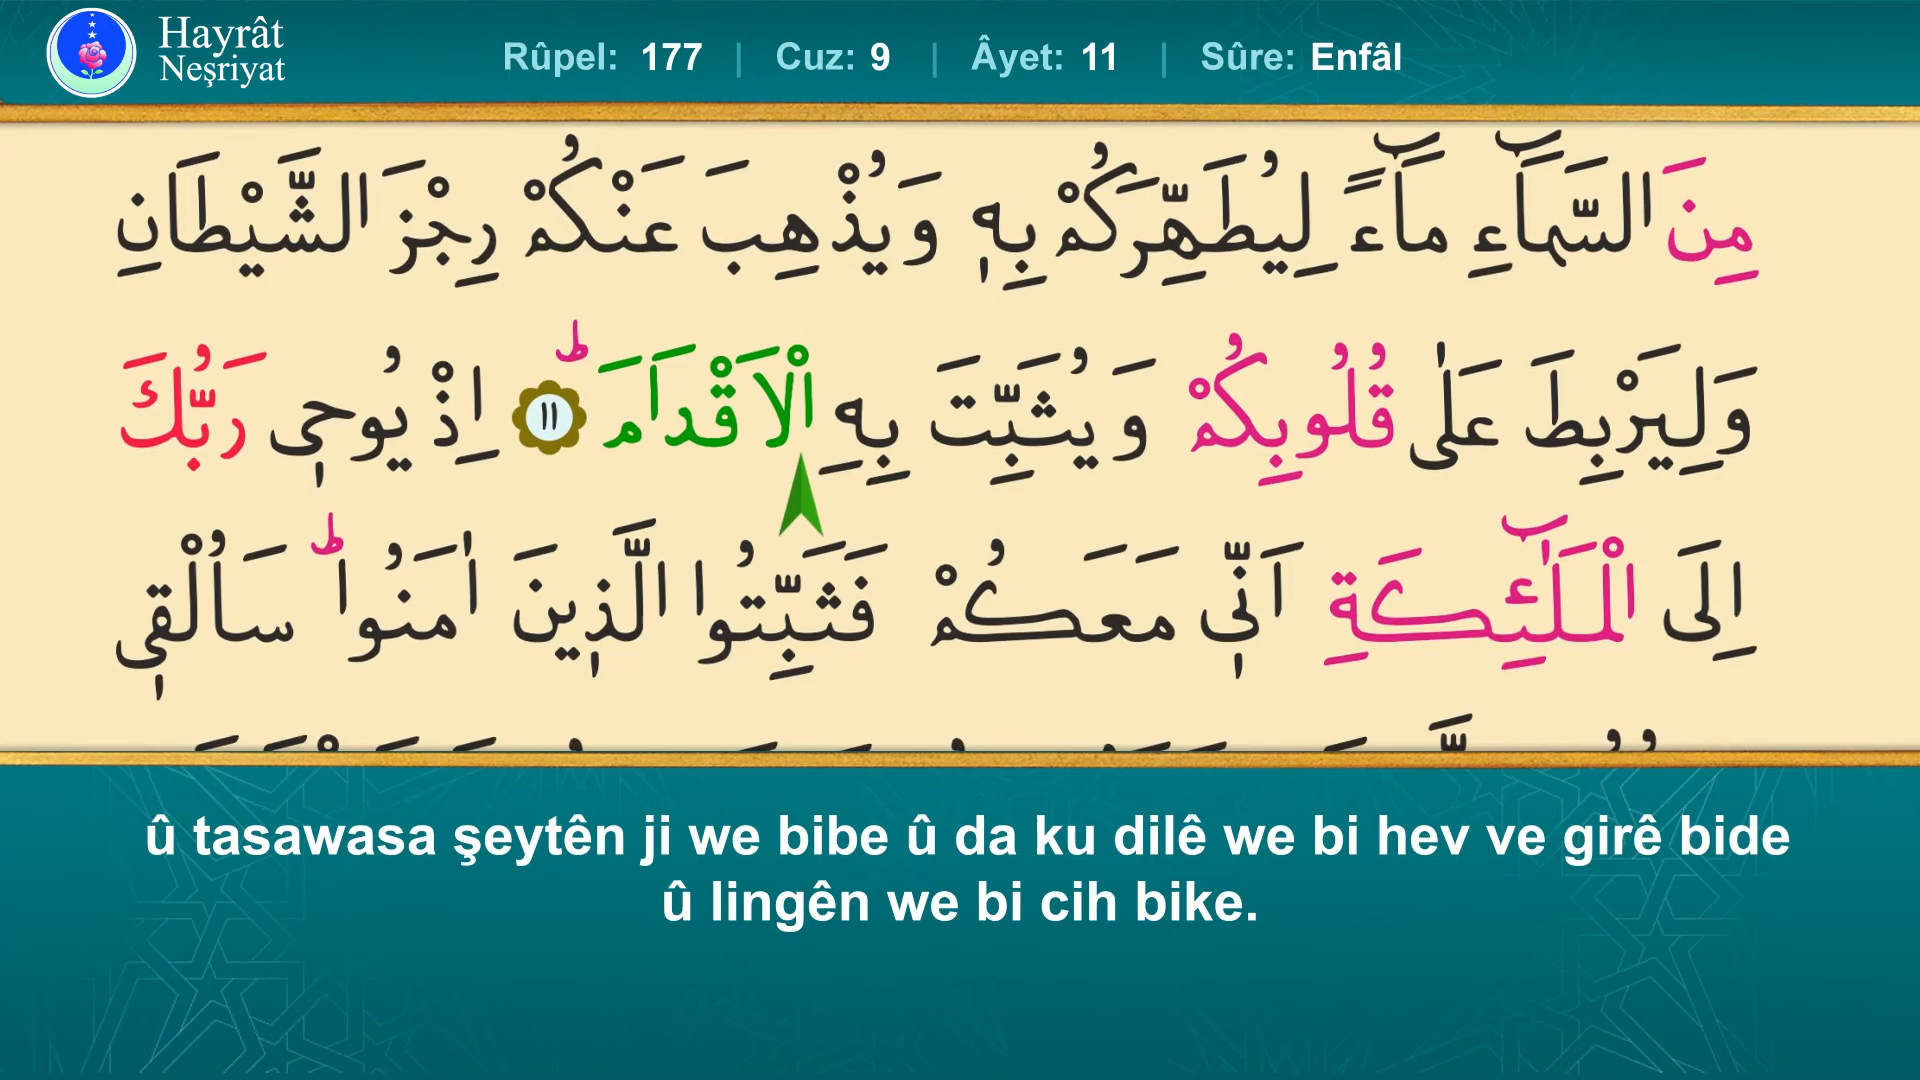 Hayrât
Neşriyat
Rûpel: 177 | Cuz: 9 | Âyet: 11 | Sûre: Enfâl
مِنَ السَّمَٓاءِ مَٓاءً لِيُطَهِّرَكُمْ بِهٖ وَيُذْهِبَ عَنْكُمْ رِجْزَ الشَّيْطَانِ
وَلِيَرْبِطَ عَلٰى قُلُوبِكُمْ وَيُثَبِّتَ بِهِ الْاَقْدَامَۜ ١١ اِذْ يُوحٖى رَبُّكَ
اِلَى الْمَلٰٓئِكَةِ اَنّٖى مَعَكُمْ فَثَبِّتُوا الَّذٖينَ اٰمَنُواۜ سَاُلْقٖى
û tasawasa şeytên ji we bibe û da ku dilê we bi hev ve girê bide
û lingên we bi cih bike.